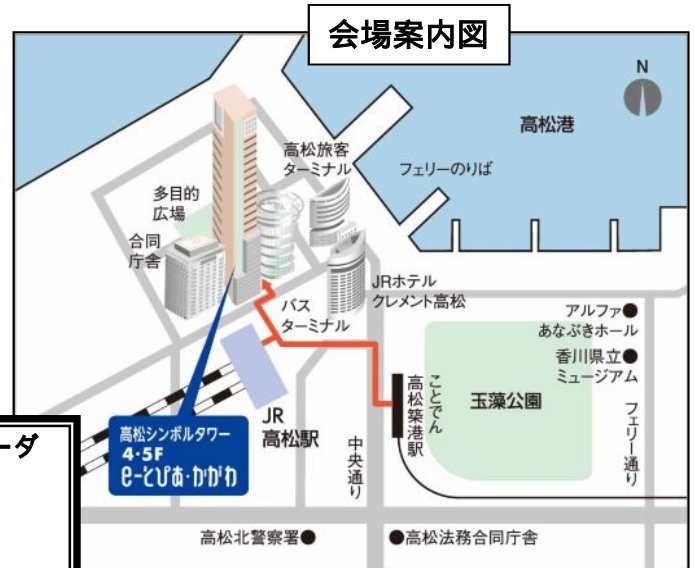 会場案内図
N
高松港
高松旅客
ターミナル
フェリーのりば
多目的
広場
合同
庁舎
JRホテル
クレメント高松
バス
ターミナル
アルファ●
あなぶきホール
香川県立●
ミュージアム
ことでん
高松築港駅
玉藻公園
フェリー通り
JR
高松駅
中央通り
高松シンボルタワー
4・5F
e-とぴあ・かがわ
ーダ
高松北警察署●
●高松法務合同庁舎